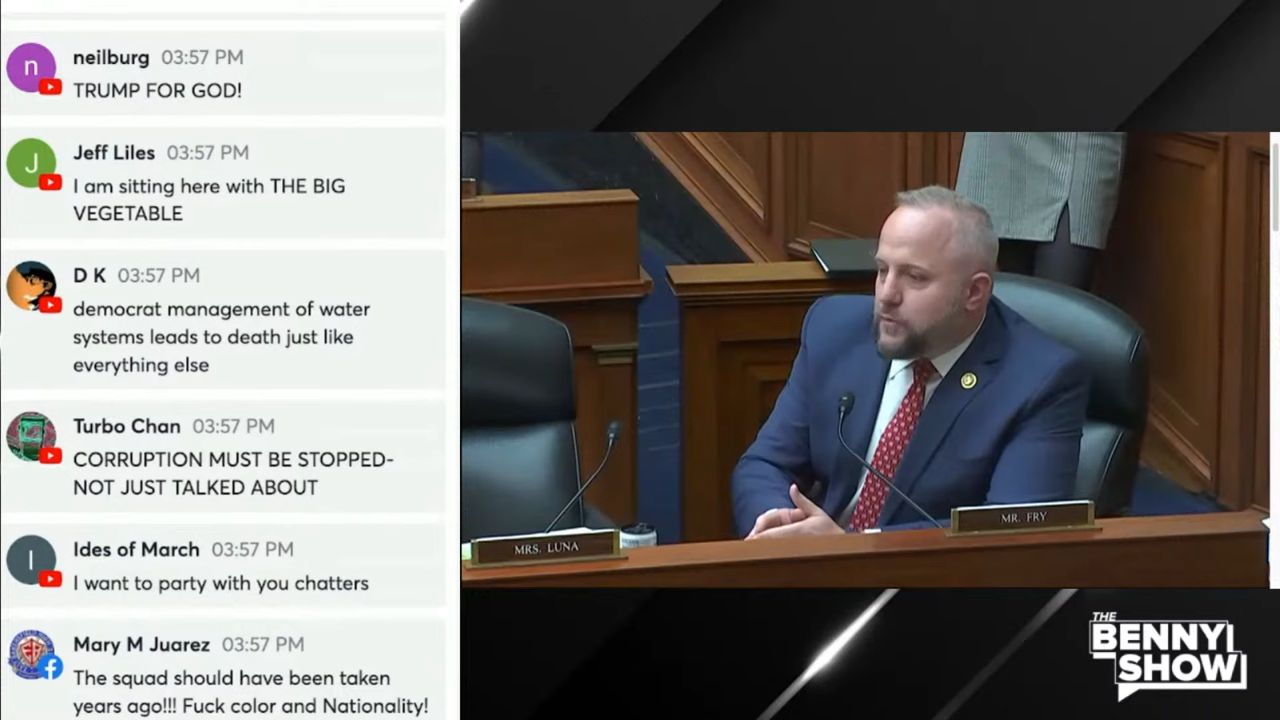 neilburg 03:57 PM
TRUMP FOR GOD!
Jeff Liles 03:57 PM
I am sitting here with THE BIG
VEGETABLE
D K 03:57 PM
democrat management of water
systems leads to death just like
everything else
Turbo Chan 03:57 PM
CORRUPTION MUST BE STOPPED-
NOT JUST TALKED ABOUT
Ides of March 03:57 PM
I want to party with you chatters
Mary M Juarez 03:57 PM
The squad should have been taken
years ago!!! Fuck color and Nationality!
n
J
I
MRS. LUNA
MR. FRY
THE
BENNY
SHOW